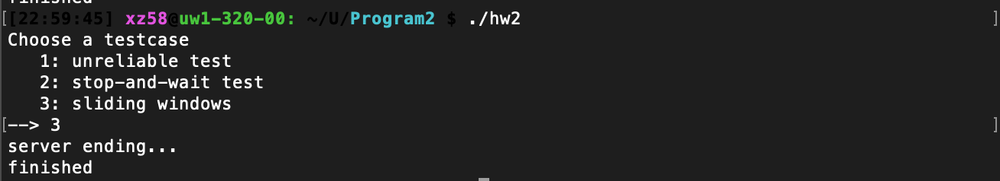 finished
[[22:59:45] xz58@uw1-320-00: ~/U/Program2 $ ./hw2 ]
Choose a testcase
   1: unreliable test
   2: stop-and-wait test
   3: sliding windows
[--> 3 ]
server ending...
finished